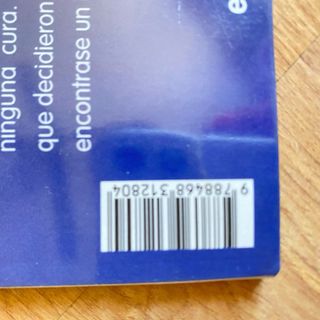 ninguna cura.
que decidieron
encontrase un
e
9 788468 312804